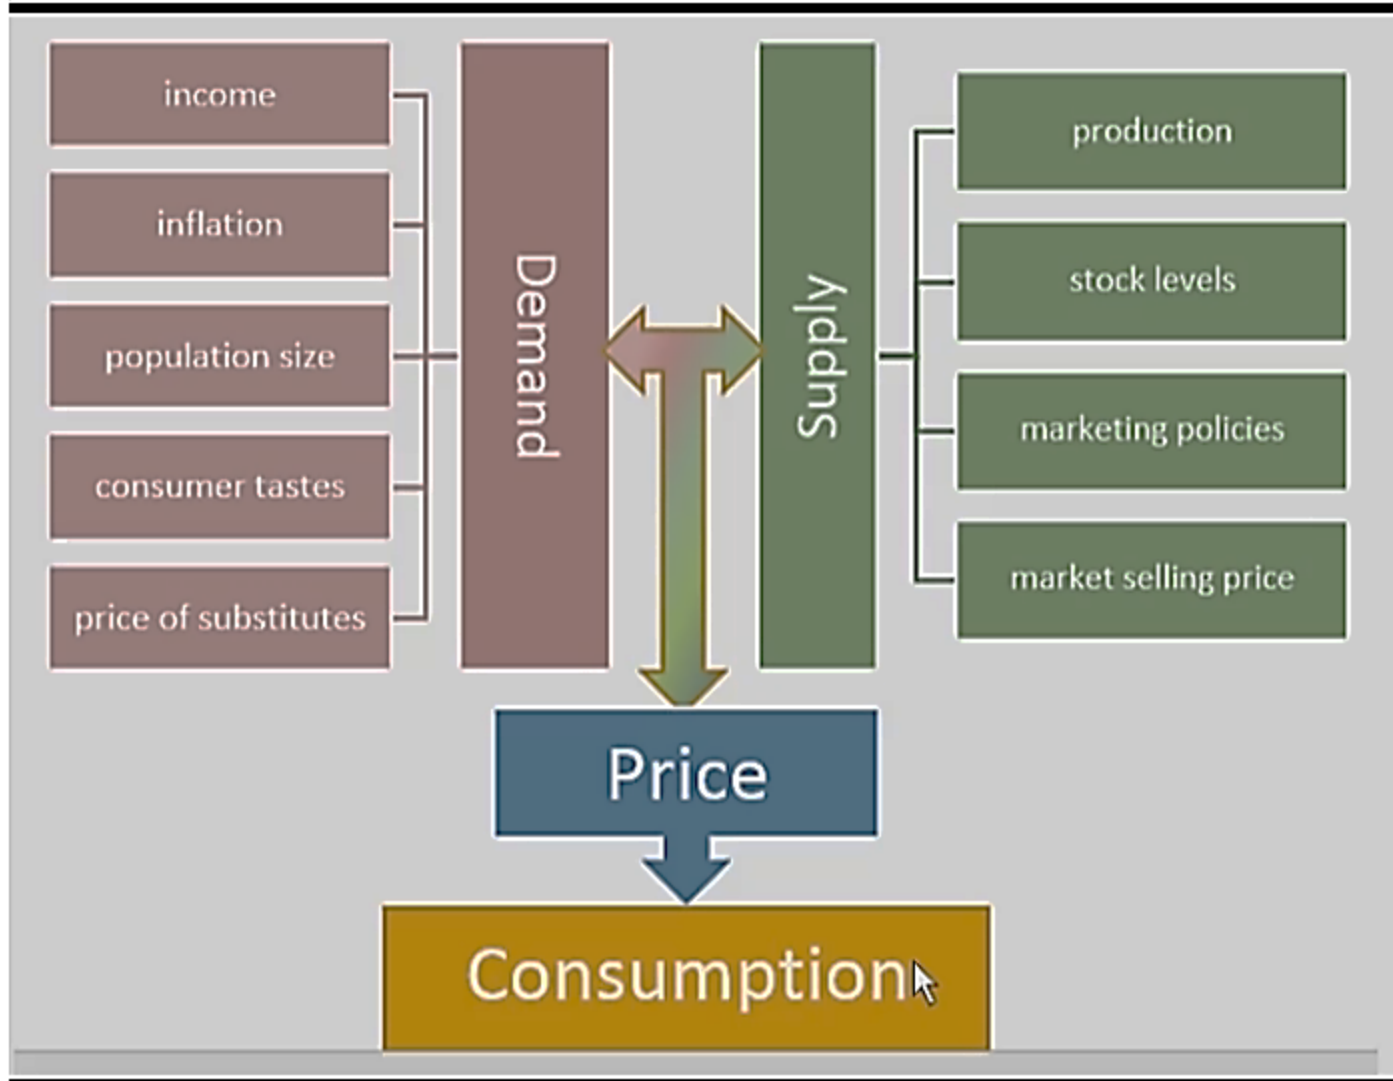 income
inflation
population size
consumer tastes
price of substitutes
Demand
Supply
production
stock levels
marketing policies
market selling price
Price
Consumption